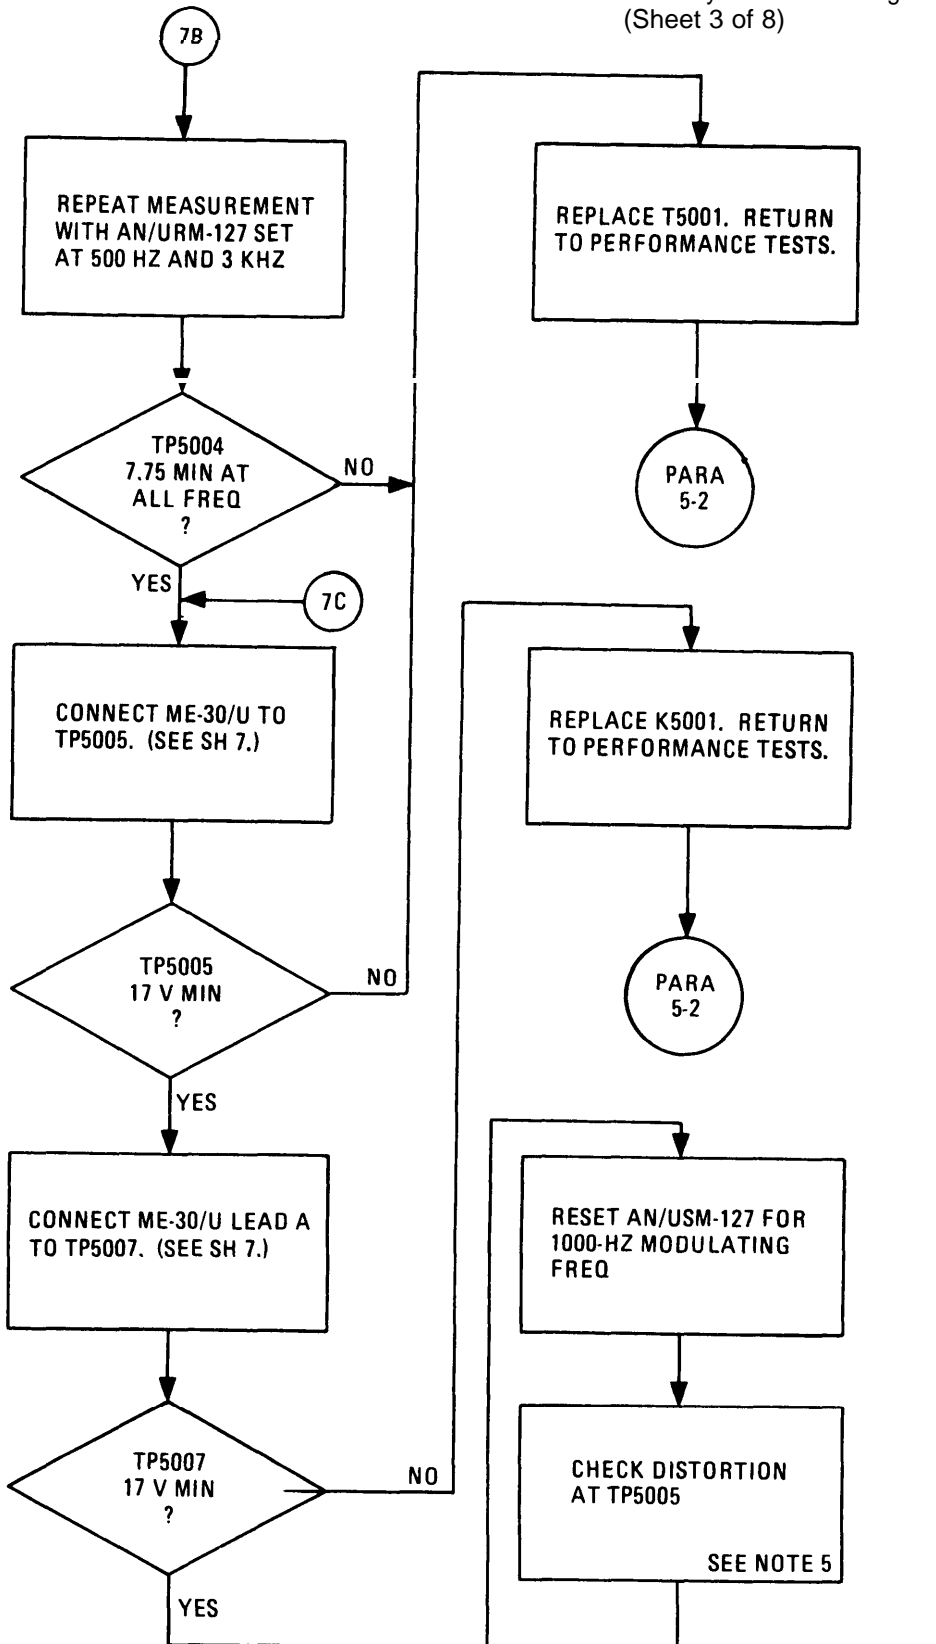 (Sheet 3 of 8)
7B
REPEAT MEASUREMENT
WITH AN/URM-127 SET
AT 500 HZ AND 3 KHZ
TP5004
7.75 MIN AT
ALL FREQ
?
NO
YES
7C
CONNECT ME-30/U TO
TP5005. (SEE SH 7.)
TP5005
17 V MIN
?
NO
YES
CONNECT ME-30/U LEAD A
TO TP5007. (SEE SH 7.)
TP5007
17 V MIN
?
NO
YES
REPLACE T5001. RETURN
TO PERFORMANCE TESTS.
PARA
5-2
REPLACE K5001. RETURN
TO PERFORMANCE TESTS.
PARA
5-2
RESET AN/USM-127 FOR
1000-HZ MODULATING
FREQ
CHECK DISTORTION
AT TP5005
SEE NOTE 5